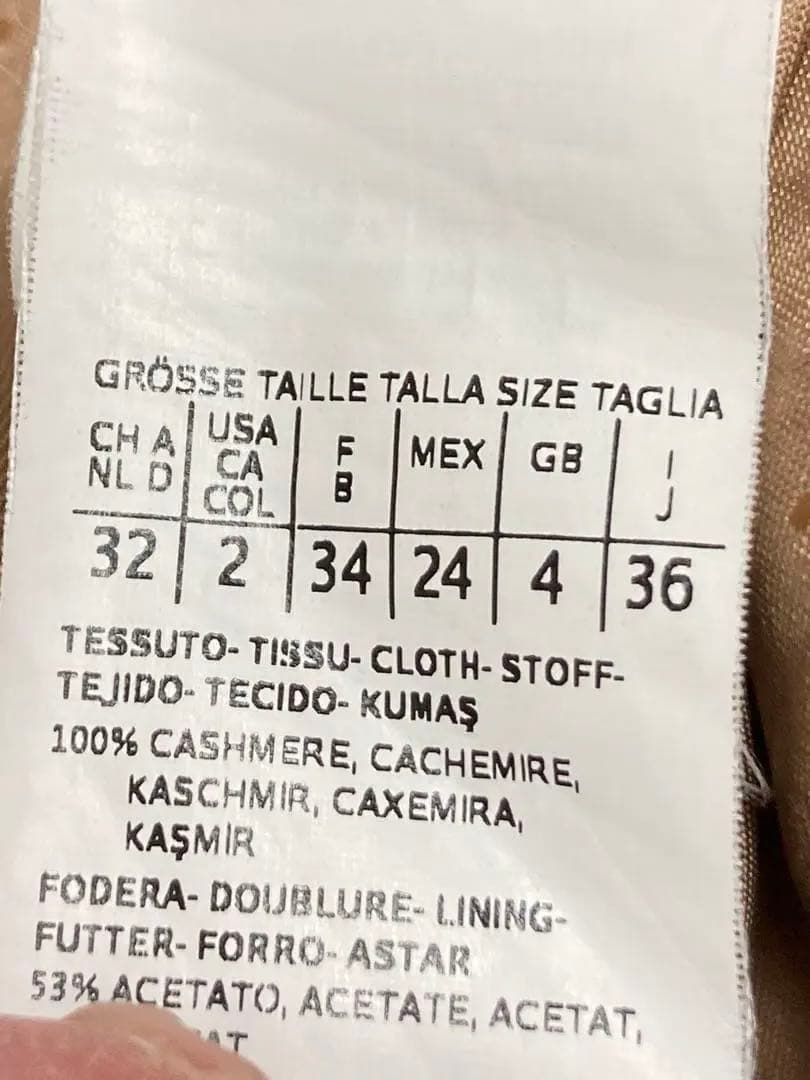 GRÖSSE TAILLE TALLA SIZE TAGLIA
CH A NL D
USA CA COL
F B
MEX
GB
I J
32 2 34 24 4 36
TESSUTO- TISSU- CLOTH- STOFF-
TEJIDO- TECIDO- KUMAŞ
100% CASHMERE, CACHEMIRE,
KASCHMIR, CAXEMIRA,
KAŞMİR
FODERA- DOUBLURE- LINING-
FUTTER- FORRO- ASTAR
53% ACETATO, ACETATE, ACETAT,